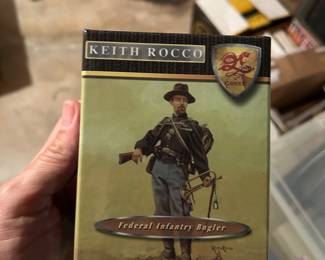 KEITH ROCCO
Federal Infantry Bugler